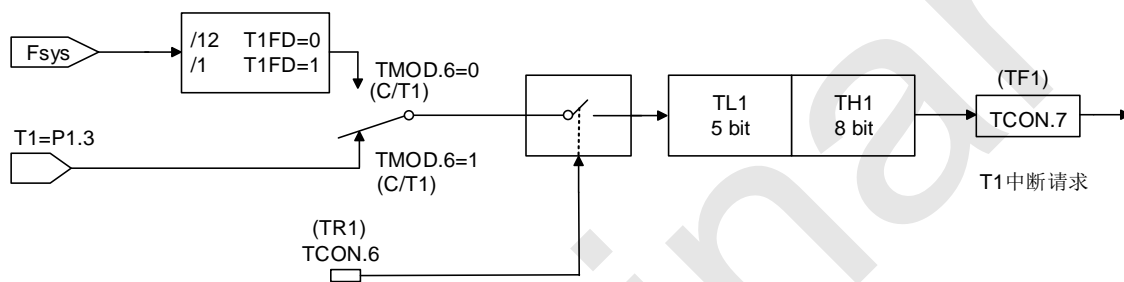 Fsys
/12 T1FD=0
/1 T1FD=1
TMOD.6=0
(C/T1)
T1=P1.3
TMOD.6=1
(C/T1)
(TR1)
TCON.6
TL1
5 bit
TH1
8 bit
(TF1)
TCON.7
T1中断请求